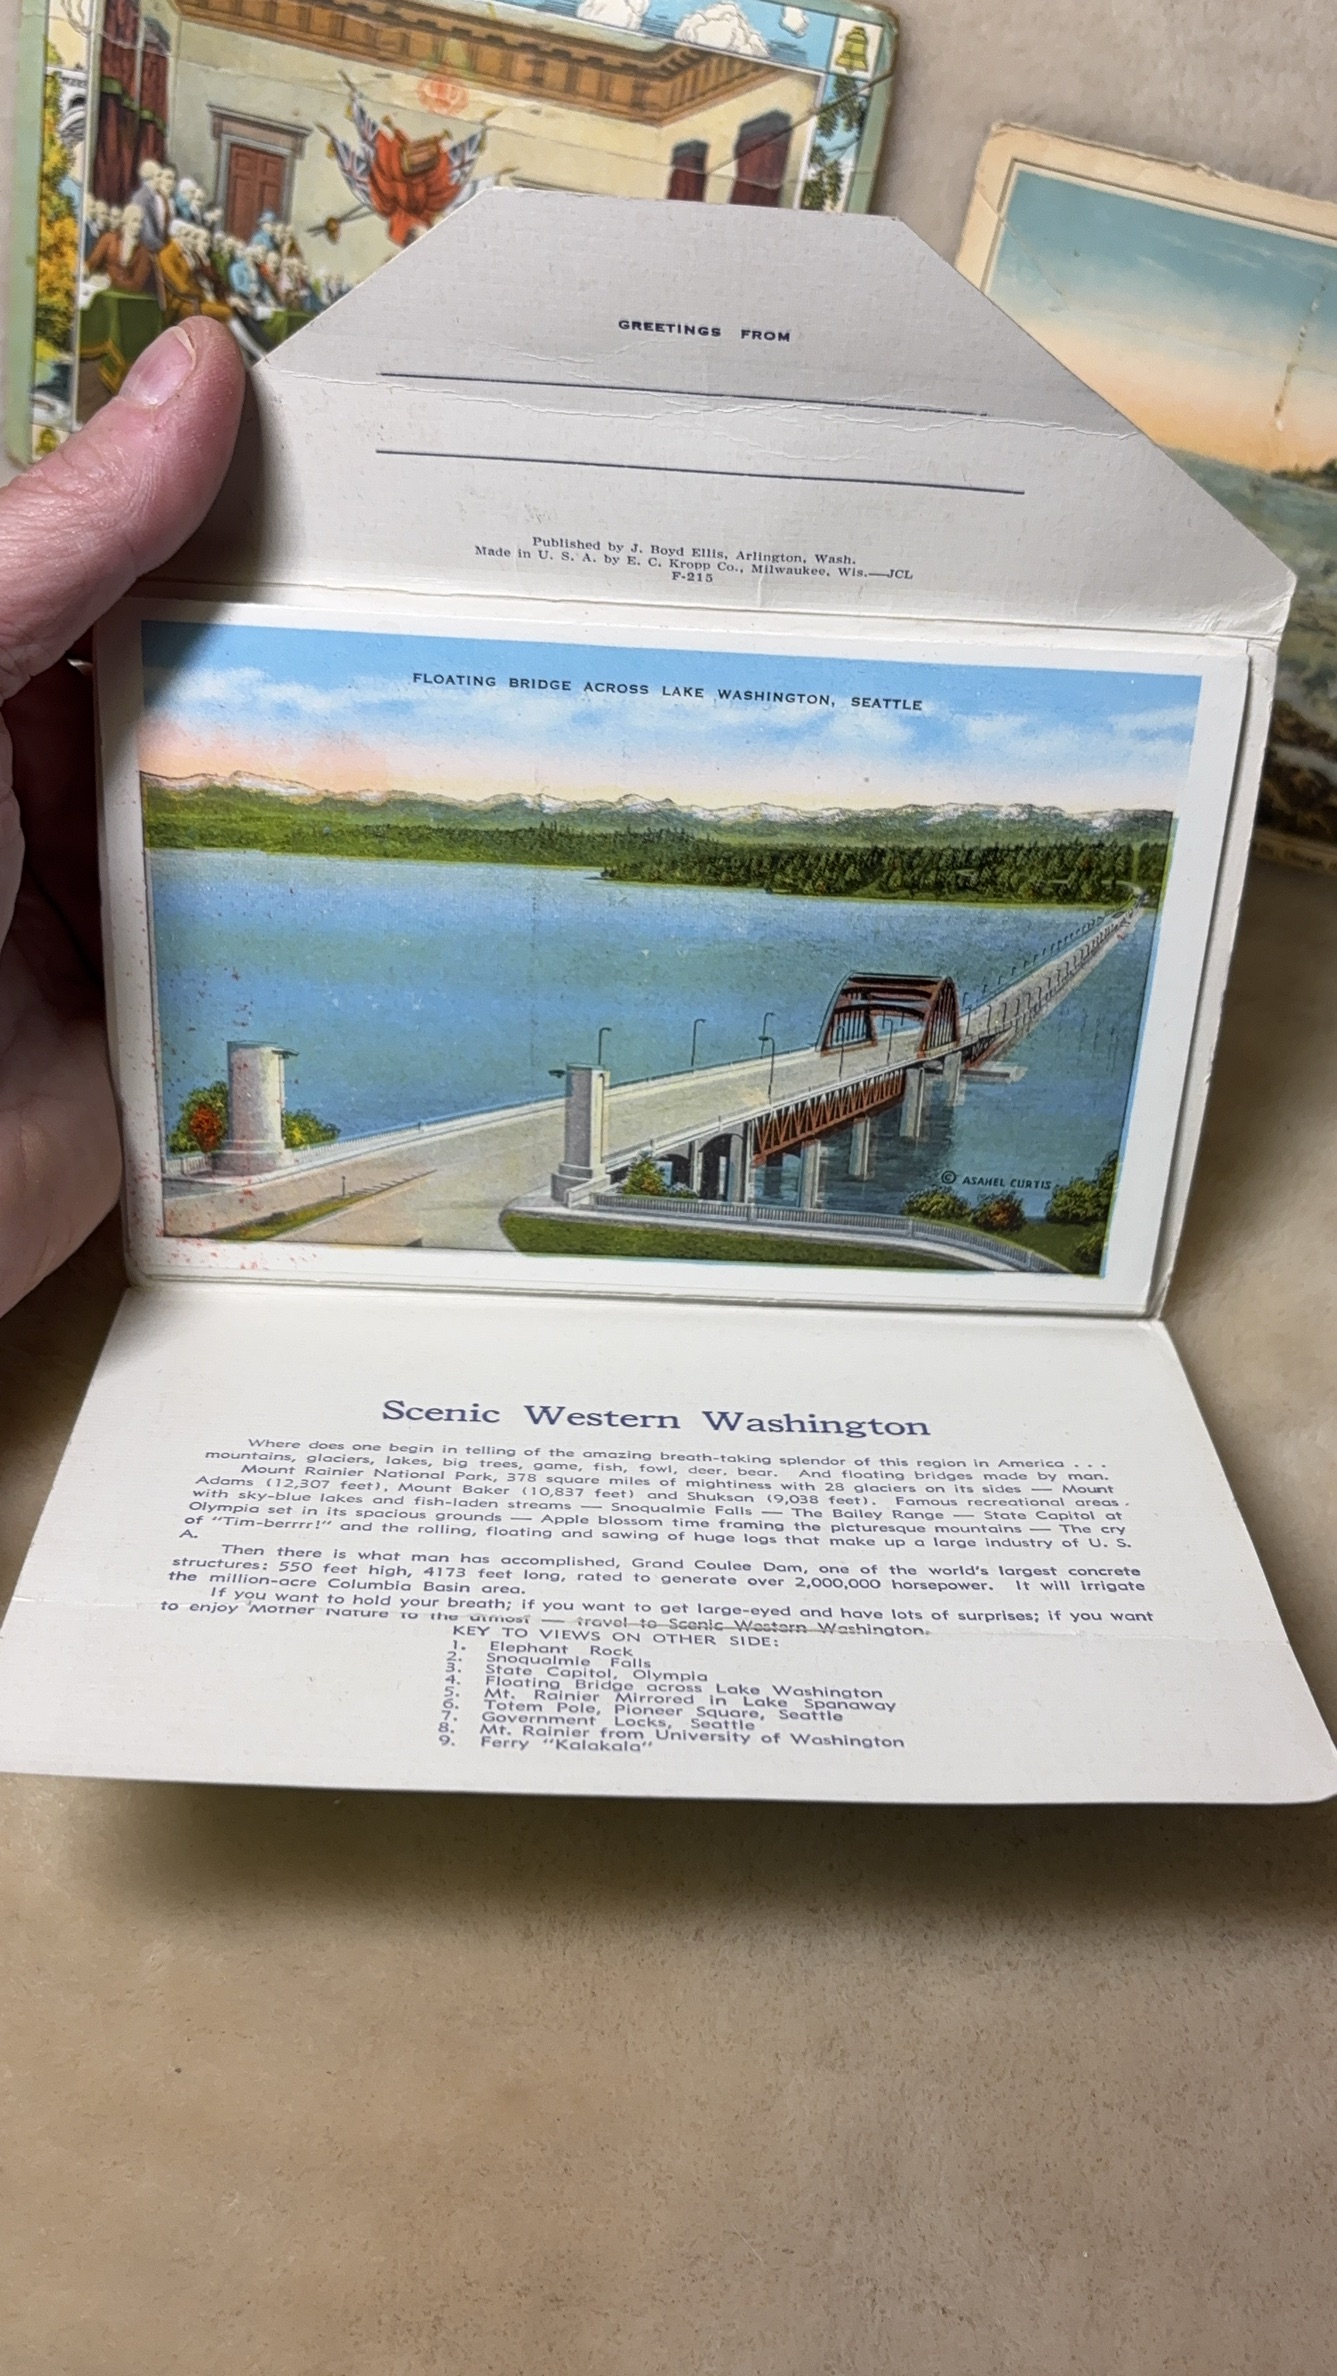 GREETINGS FROM
Published by J. Boyd Ellis, Arlington, Wash.
Made in U. S. A. by E. C. Kropp Co., Milwaukee, Wis.—JCL
F-215
FLOATING BRIDGE ACROSS LAKE WASHINGTON, SEATTLE
© ASAHEL CURTIS
Scenic Western Washington
Where does one begin in telling of the amazing breath-taking splendor of this region in America . . .
mountains, glaciers, lakes, big trees, game, fish, fowl, deer, bear. And floating bridges made by man.
Mount Rainier National Park, 378 square miles of mightiness with 28 glaciers on its sides — Mount
Adams (12,307 feet), Mount Baker (10,837 feet) and Shuksan (9,038 feet). Famous recreational areas
with sky-blue lakes and fish-laden streams — Snoqualmie Falls — The Bailey Range — State Capitol at
Olympia set in its spacious grounds — Apple blossom time framing the picturesque mountains — The cry
of "Tim-berrrr!" and the rolling, floating and sawing of huge logs that make up a large industry of U. S.
A.
Then there is what man has accomplished, Grand Coulee Dam, one of the world's largest concrete
structures: 550 feet high, 4173 feet long, rated to generate over 2,000,000 horsepower. It will irrigate
the million-acre Columbia Basin area.
If you want to hold your breath; if you want to get large-eyed and have lots of surprises; if you want
to enjoy Mother Nature to the utmost — travel to Scenic Western Washington.
KEY TO VIEWS ON OTHER SIDE:
1. Elephant Rock
2. Snoqualmie Falls
3. State Capitol, Olympia
4. Floating Bridge across Lake Washington
5. Mt. Rainier Mirrored in Lake Spanaway
6. Totem Pole, Pioneer Square, Seattle
7. Government Locks, Seattle
8. Mt. Rainier from University of Washington
9. Ferry "Kalakala"